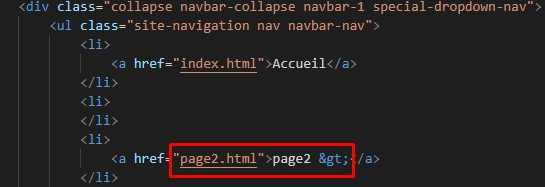 <div class="collapse navbar-collapse navbar-1 special-dropdown-nav">
<ul class="site-navigation nav navbar-nav">
<li>
<a href="index.html">Accueil</a>
</li>
<li>
</li>
<li>
<a href="page2.html">page2 &gt;</a>
</li>